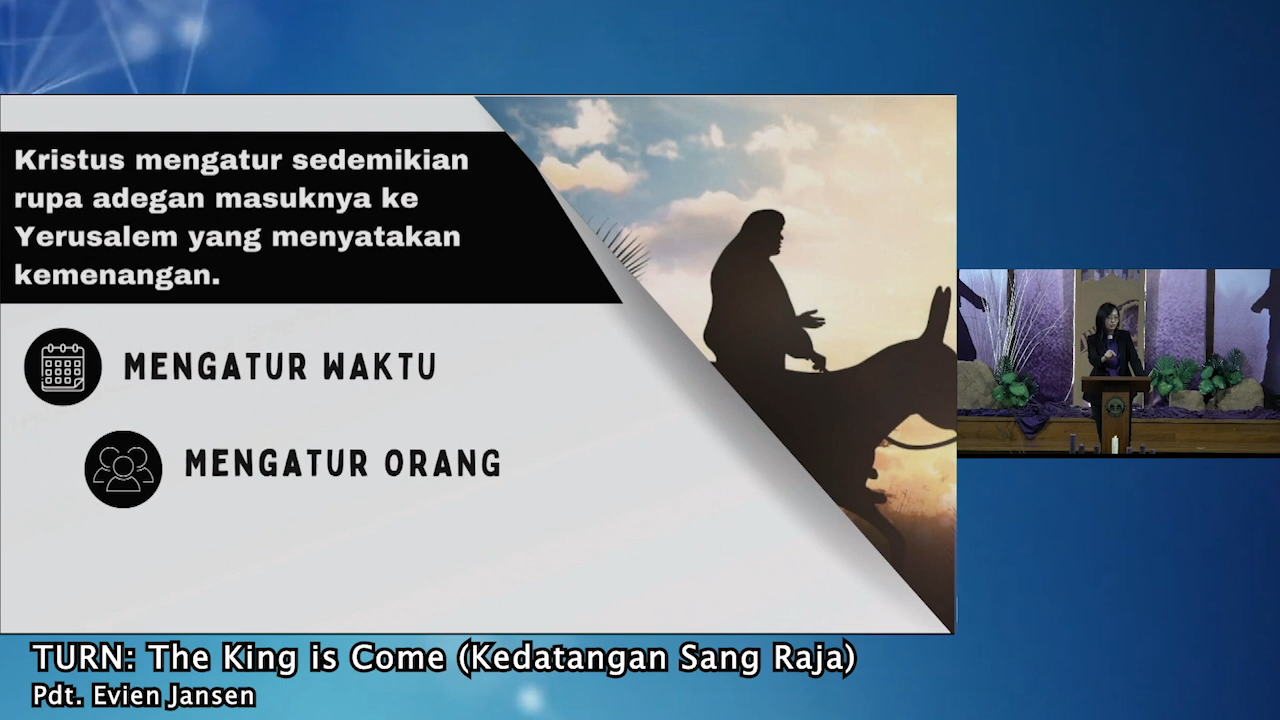 Kristus mengatur sedemikian
rupa adegan masuknya ke
Yerusalem yang menyatakan
kemenangan.
MENGATUR WAKTU
MENGATUR ORANG
TURN: The King is Come (Kedatangan Sang Raja)
Pdt. Evien Jansen